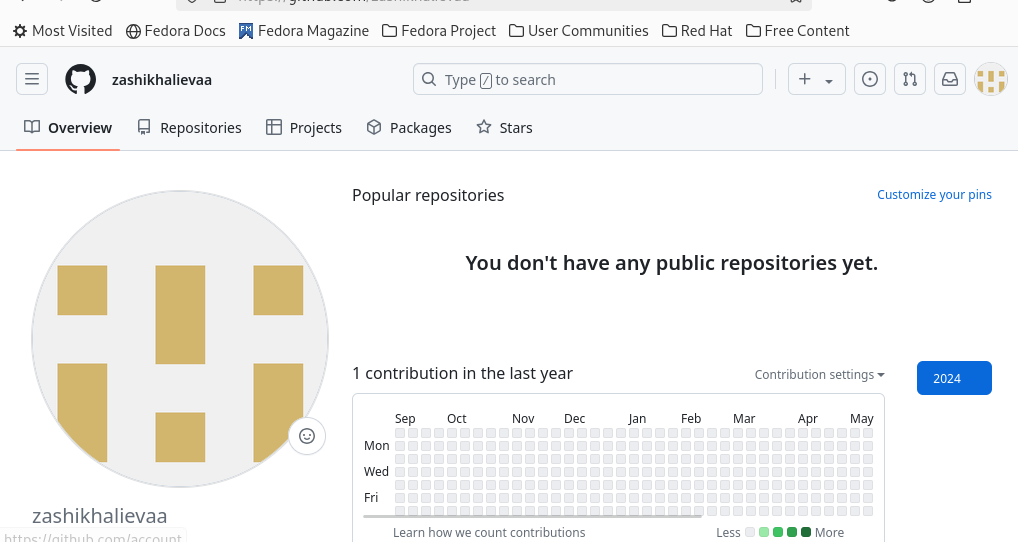 Most Visited Fedora Docs Fedora Magazine Fedora Project User Communities Red Hat Free Content
zashikhalievaa Type / to search
Overview Repositories Projects Packages Stars
Popular repositories Customize your pins
You don't have any public repositories yet.
1 contribution in the last year Contribution settings 2024
Sep Oct Nov Dec Jan Feb Mar Apr May
Mon
Wed
Fri
Learn how we count contributions Less More
zashikhalievaa
https://github.com/account